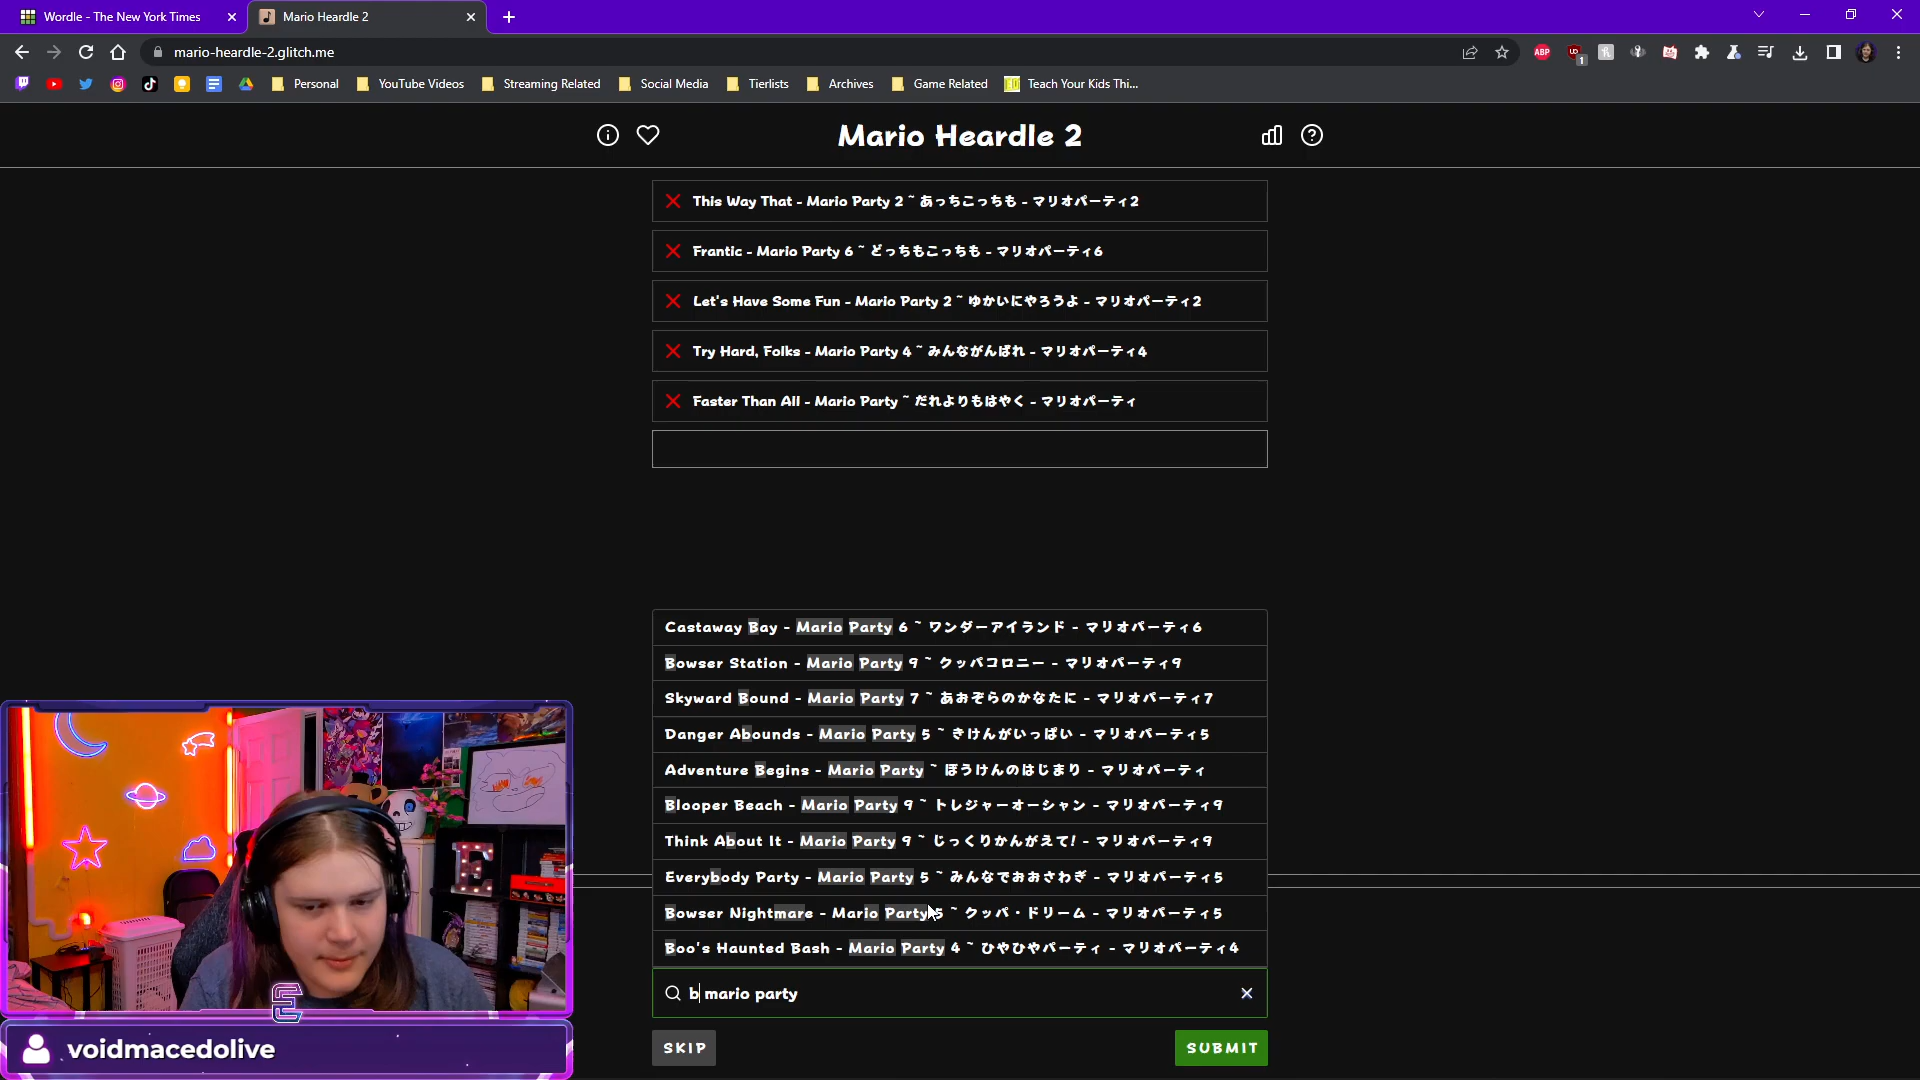 Wordle - The New York Times
Mario Heardle 2
mario-heardle-2.glitch.me
ABP
1
Personal
YouTube Videos
Streaming Related
Social Media
Tierlists
Archives
Game Related
Teach Your Kids Thi...
Mario Heardle 2
This Way That - Mario Party 2 ~ あっちこっちも - マリオパーティ2
Frantic - Mario Party 6 ~ どっちもこっちも - マリオパーティ6
Let's Have Some Fun - Mario Party 2 ~ ゆかいにやろうよ - マリオパーティ2
Try Hard, Folks - Mario Party 4 ~ みんながんばれ - マリオパーティ4
Faster Than All - Mario Party ~ だれよりもはやく - マリオパーティ
Castaway Bay - Mario Party 6 ~ ワンダーアイランド - マリオパーティ6
Bowser Station - Mario Party 9 ~ クッパコロニー - マリオパーティ9
Skyward Bound - Mario Party 7 ~ あおぞらのかなたに - マリオパーティ7
Danger Abounds - Mario Party 5 ~ きけんがいっぱい - マリオパーティ5
Adventure Begins - Mario Party ~ ぼうけんのはじまり - マリオパーティ
Blooper Beach - Mario Party 9 ~ トレジャーオーシャン - マリオパーティ9
Think About It - Mario Party 9 ~ じっくりかんがえて! - マリオパーティ9
Everybody Party - Mario Party 5 ~ みんなでおおさわぎ - マリオパーティ5
Bowser Nightmare - Mario Party 5 ~ クッパ・ドリーム - マリオパーティ5
Boo's Haunted Bash - Mario Party 4 ~ ひやひやパーティ - マリオパーティ4
b mario party
SKIP
SUBMIT
E
E
voidmacedolive